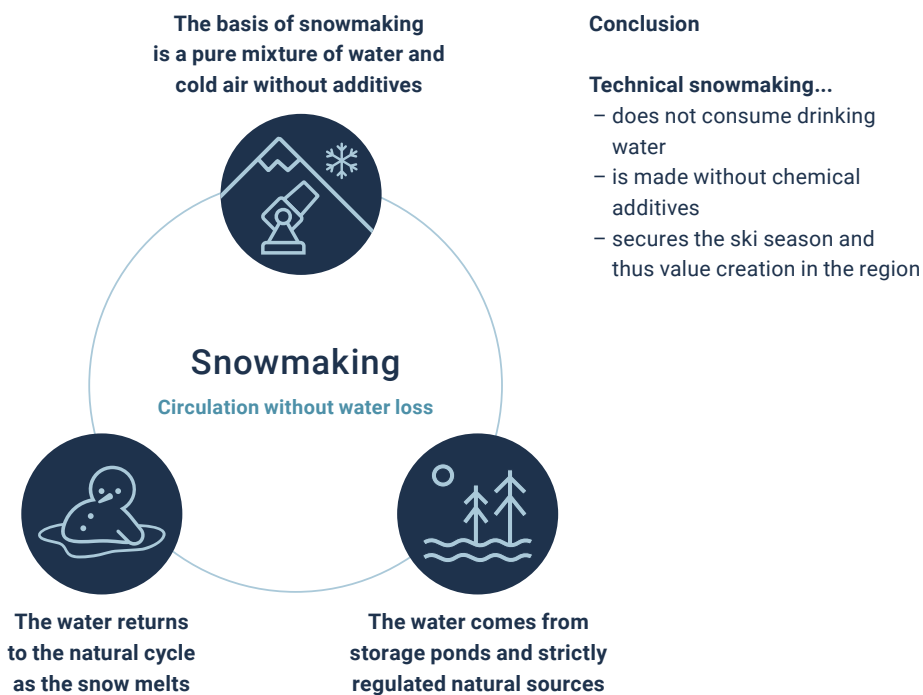 The basis of snowmaking
is a pure mixture of water and
cold air without additives
Snowmaking
Circulation without water loss
The water returns
to the natural cycle
as the snow melts
The water comes from
storage ponds and strictly
regulated natural sources
Conclusion
Technical snowmaking...
– does not consume drinking
water
– is made without chemical
additives
– secures the ski season and
thus value creation in the region